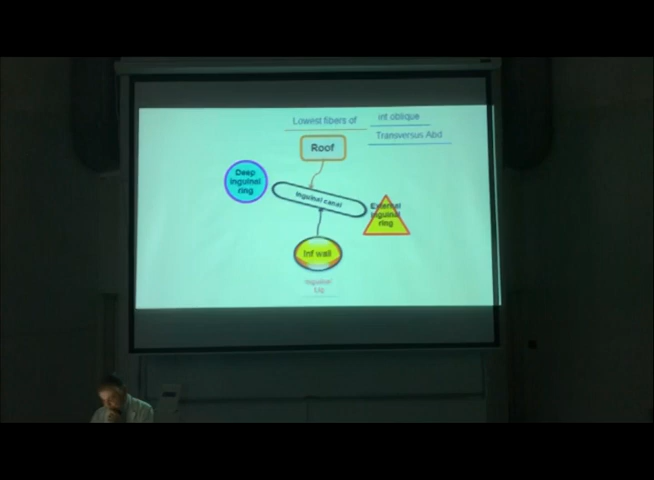 Lowest fibers of
int oblique
Transversus Abd
Roof
Deep
inguinal
ring
Inguinal canal
External
inguinal
ring
Inf wall
Inguinal
Lig